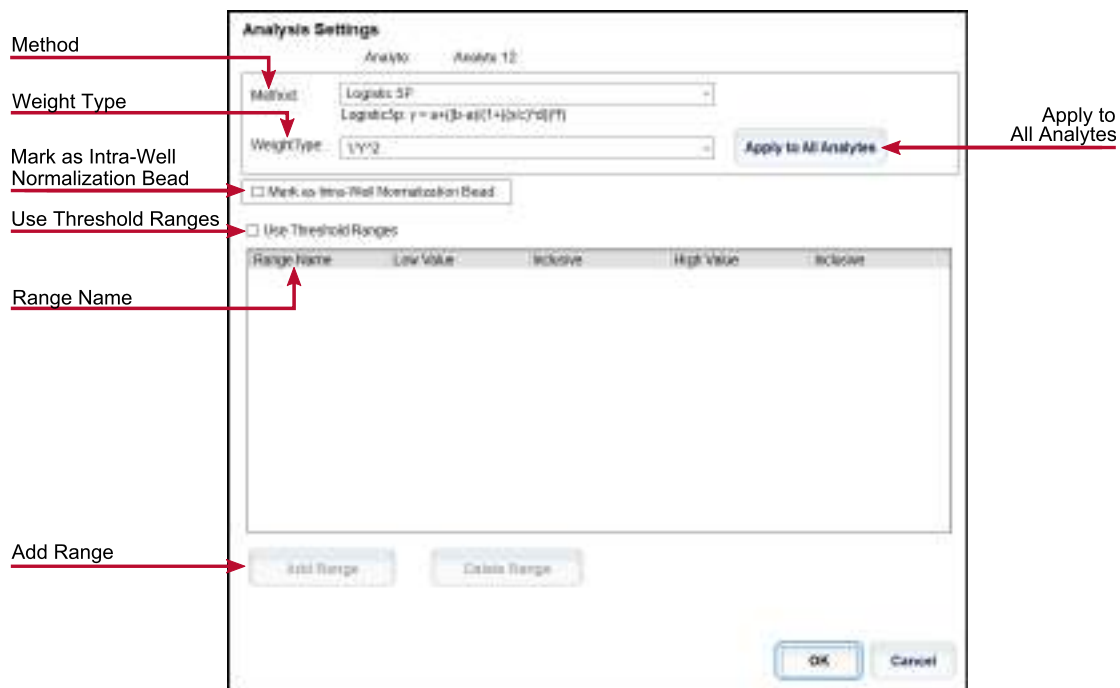 Analysis Settings
Analyte Analyte 12
Method
Method: Logistic 5P
Logistic5p: y = a+((b-a)/(1+(x/c)^d)^f)
Weight Type
WeightType: 1/Y^2
Apply to All Analytes
Apply to
All Analytes
Mark as Intra-Well
Normalization Bead
Mark as Intra-Well Normalization Bead
Use Threshold Ranges
Use Threshold Ranges
Range Name Low Value Inclusive High Value Inclusive
Range Name
Add Range
Add Range Delete Range
OK Cancel